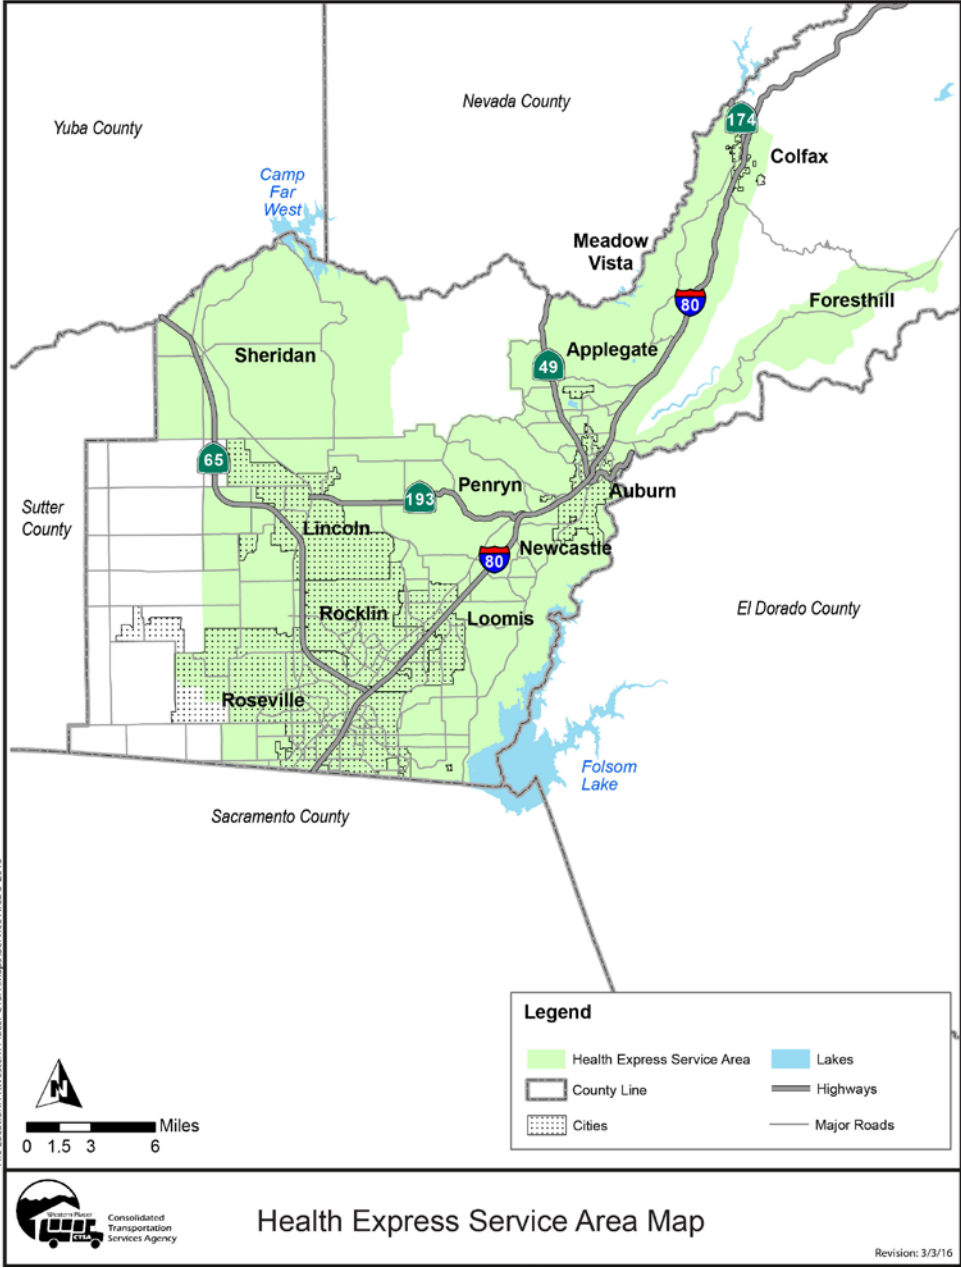 Nevada County
Yuba County
174
Colfax
Camp
Far
West
Meadow
Vista
80
Foresthill
Sheridan
Applegate
49
65
Penryn
193
Auburn
Sutter
County
Lincoln
Newcastle
80
Rocklin
Loomis
El Dorado County
Roseville
Folsom
Lake
Sacramento County
Legend
Health Express Service Area
Lakes
County Line
Highways
Cities
Major Roads
N
Miles
0 1.5 3 6
Western Placer
CTSA
Consolidated
Transportation
Services Agency
Health Express Service Area Map
Revision: 3/3/16